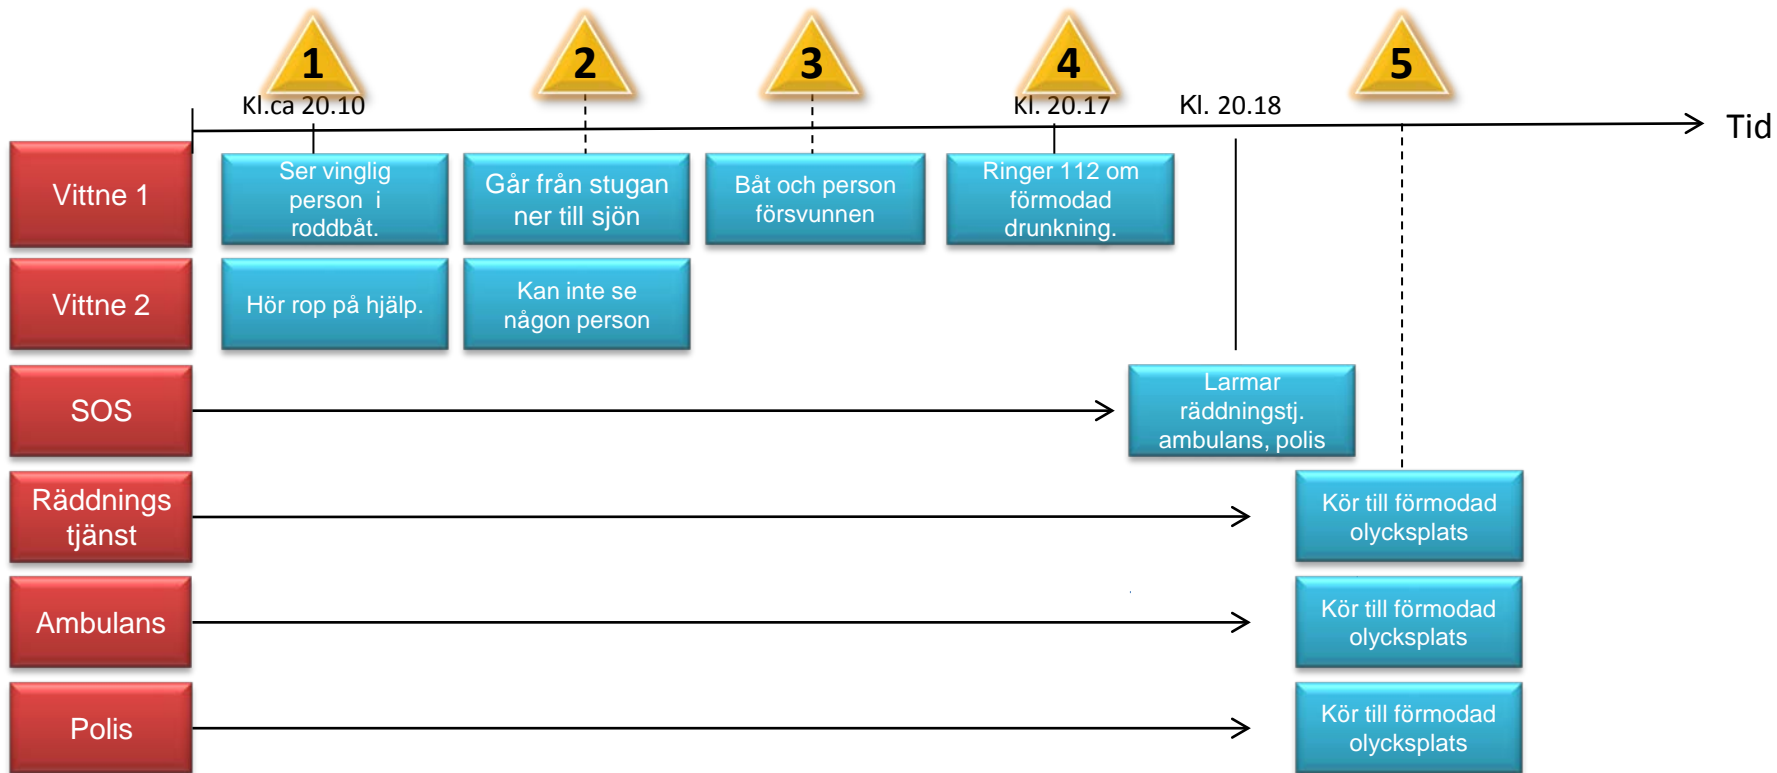 1
2
3
4
5
Kl.ca 20.10
Kl. 20.17
Kl. 20.18
Tid
Vittne 1
Ser vinglig
person i
roddbåt.
Går från stugan
ner till sjön
Båt och person
försvunnen
Ringer 112 om
förmodad
drunkning.
Vittne 2
Hör rop på hjälp.
Kan inte se
någon person
SOS
Larmar
räddningstj.
ambulans, polis
Räddnings
tjänst
Kör till förmodad
olycksplats
Ambulans
Kör till förmodad
olycksplats
Polis
Kör till förmodad
olycksplats